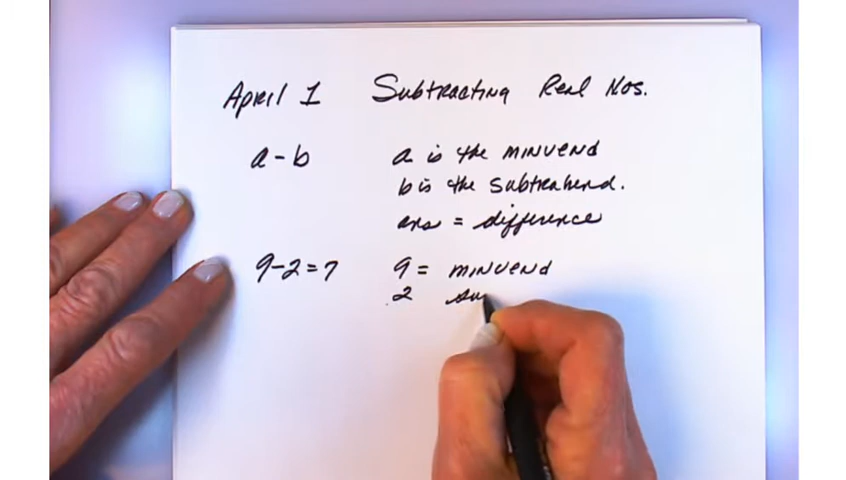 April 1 Subtracting Real Nos.
a - b a is the minuend
b is the subtrahend.
ans = difference
9-2=7 9 = minuend
2 su